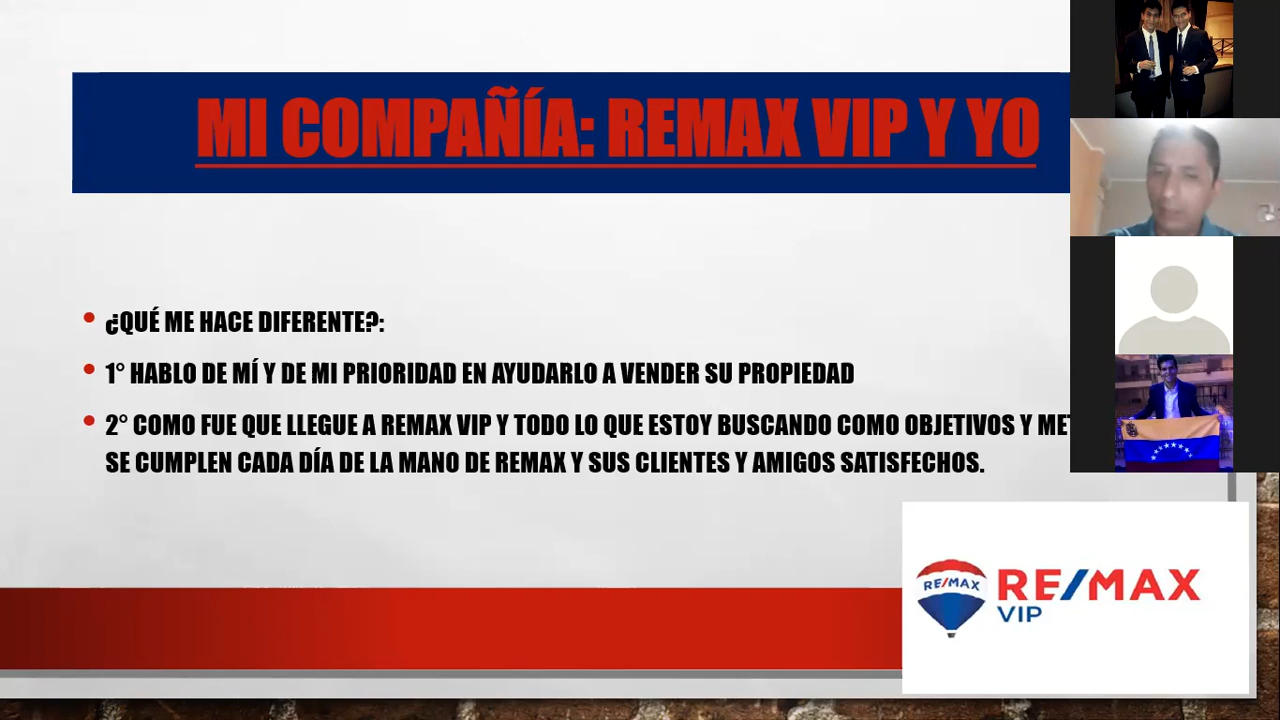 MI COMPAÑÍA: REMAX VIP Y YO
• ¿QUÉ ME HACE DIFERENTE?:
• 1° HABLO DE MÍ Y DE MI PRIORIDAD EN AYUDARLO A VENDER SU PROPIEDAD
• 2° COMO FUE QUE LLEGUE A REMAX VIP Y TODO LO QUE ESTOY BUSCANDO COMO OBJETIVOS Y
SE CUMPLEN CADA DÍA DE LA MANO DE REMAX Y SUS CLIENTES Y AMIGOS SATISFECHOS.
RE/MAX
RE/MAX
VIP